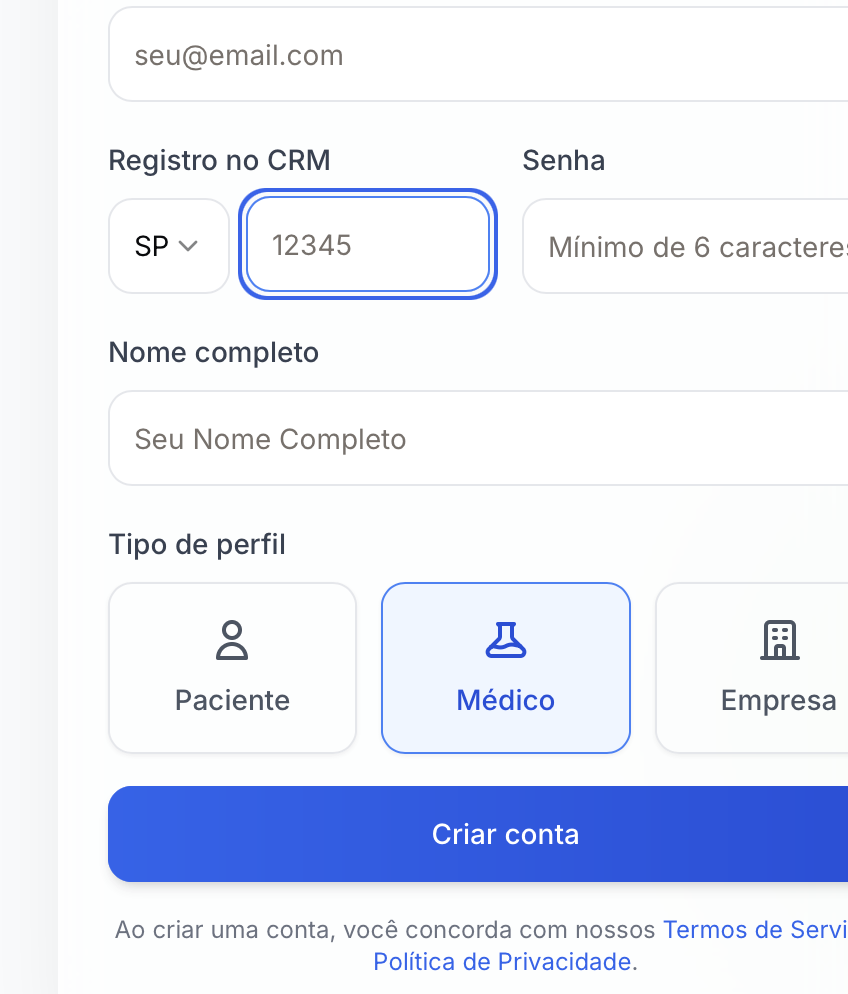 seu@email.com
Registro no CRM Senha
SP 12345 Mínimo de 6 caracteres
Nome completo
Seu Nome Completo
Tipo de perfil
Paciente Médico Empresa
Criar conta
Ao criar uma conta, você concorda com nossos Termos de Servi
Política de Privacidade.